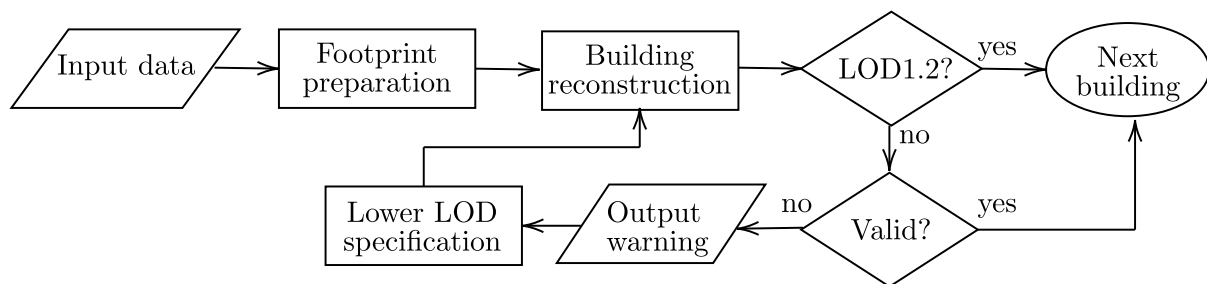 Input data
Footprint
preparation
Building
reconstruction
LOD1.2?
yes
Next
building
no
Valid?
yes
no
Output
warning
Lower LOD
specification